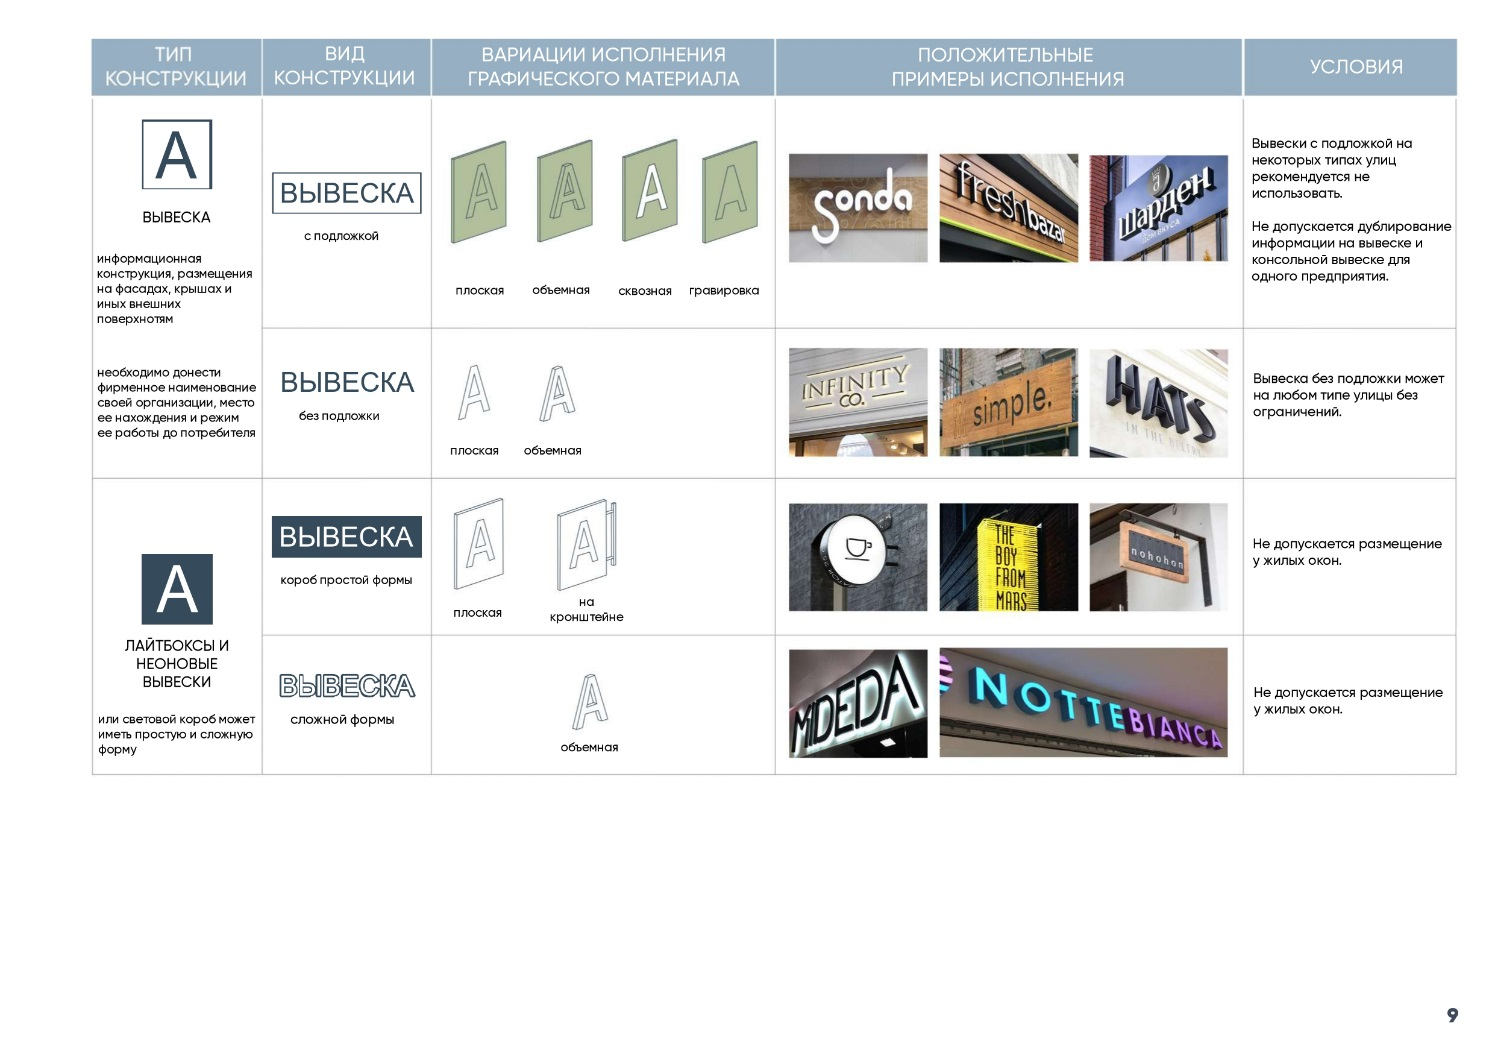 ТИП
КОНСТРУКЦИИ
ВИД
КОНСТРУКЦИИ
ВАРИАЦИИ ИСПОЛНЕНИЯ
ГРАФИЧЕСКОГО МАТЕРИАЛА
ПОЛОЖИТЕЛЬНЫЕ
ПРИМЕРЫ ИСПОЛНЕНИЯ
УСЛОВИЯ
А
ВЫВЕСКА
информационная
конструкция, размещения
на фасадах, крышах и
иных внешних
поверхнотям
необходимо донести
фирменное наименование
своей организации, место
ее нахождения и режим
ее работы до потребителя
ВЫВЕСКА
с подложкой
А
А
А
А
плоская
объемная
сквозная
гравировка
sonda
freshbazar
Шарден
Вывески с подложкой на
некоторых типах улиц
рекомендуется не
использовать.
Не допускается дублирование
информации на вывеске и
консольной вывеске для
одного предприятия.
ВЫВЕСКА
без подложки
А
А
плоская
объемная
INFINITY
CO.
simple.
HATS
IN THE
Вывеска без подложки может
на любом типе улицы без
ограничений.
А
ЛАЙТБОКСЫ И
НЕОНОВЫЕ
ВЫВЕСКИ
или световой короб может
иметь простую и сложную
форму
ВЫВЕСКА
короб простой формы
А
А
плоская
на
кронштейне
THE
BOY
FROM
MARS
nohohon
Не допускается размещение
у жилых окон.
ВЫВЕСКА
сложной формы
А
объемная
MIDEDA
NOTTEBIANCA
Не допускается размещение
у жилых окон.
9